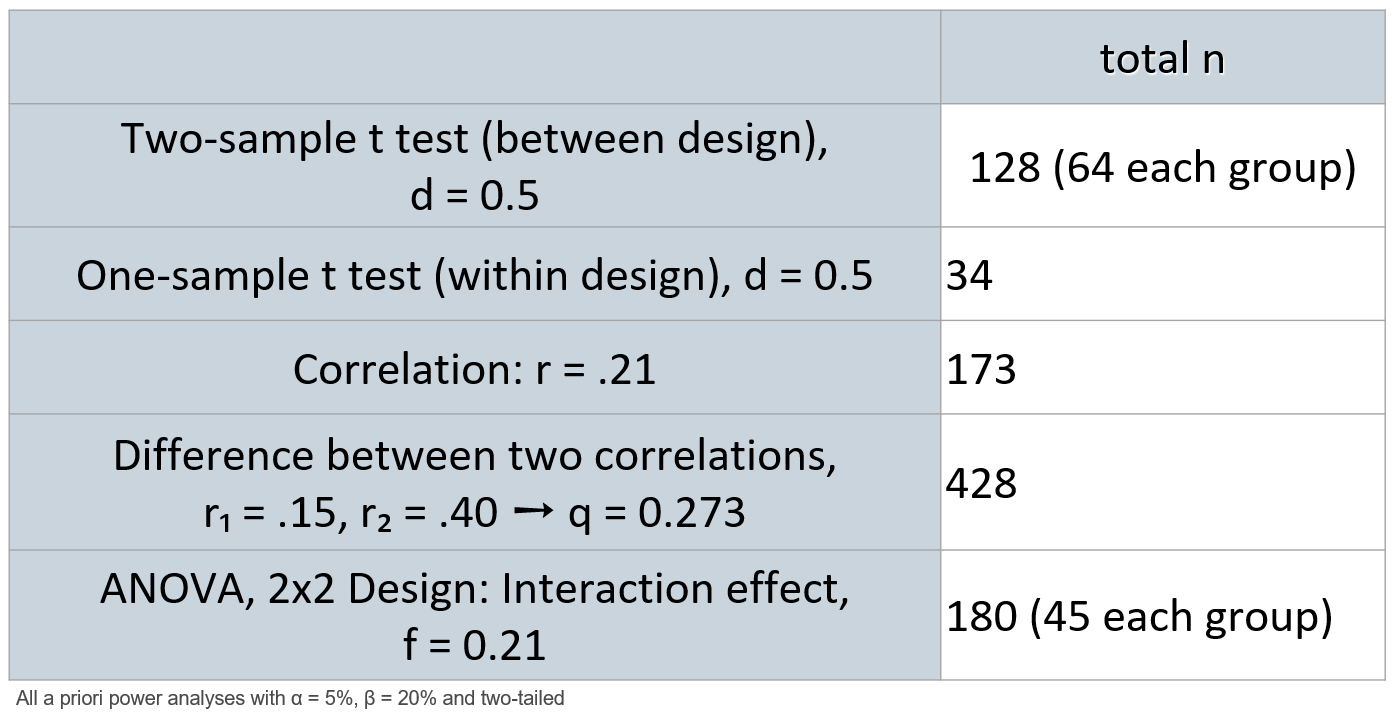 total n
Two-sample t test (between design),
d = 0.5
128 (64 each group)
One-sample t test (within design), d = 0.5
34
Correlation: r = .21
173
Difference between two correlations,
r₁ = .15, r₂ = .40 → q = 0.273
428
ANOVA, 2x2 Design: Interaction effect,
f = 0.21
180 (45 each group)
All a priori power analyses with α = 5%, β = 20% and two-tailed